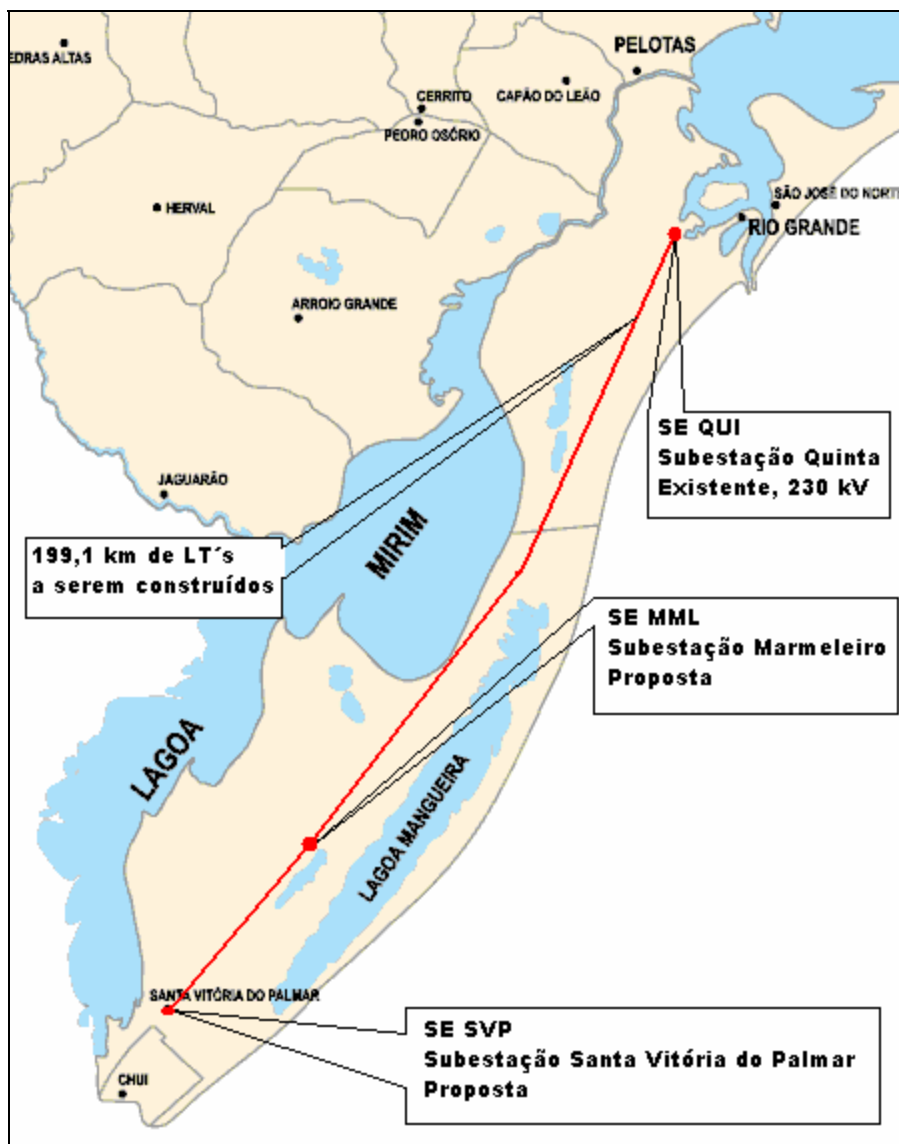 PELOTAS
EDRAS ALTAS
CERRITO
CAPÃO DO LEÃO
PEDRO OSÓRIO
SÃO JOSÉ DO NORTE
HERVAL
RIO GRANDE
ARROIO GRANDE
SE QUI
Subestação Quinta
Existente, 230 kV
JAGUARÃO
MIRIM
199,1 km de LT´s
a serem construídos
SE MML
Subestação Marmeleiro
Proposta
LAGOA
LAGOA MANGUEIRA
SANTA VITÓRIA DO PALMAR
SE SVP
Subestação Santa Vitória do Palmar
Proposta
CHUI